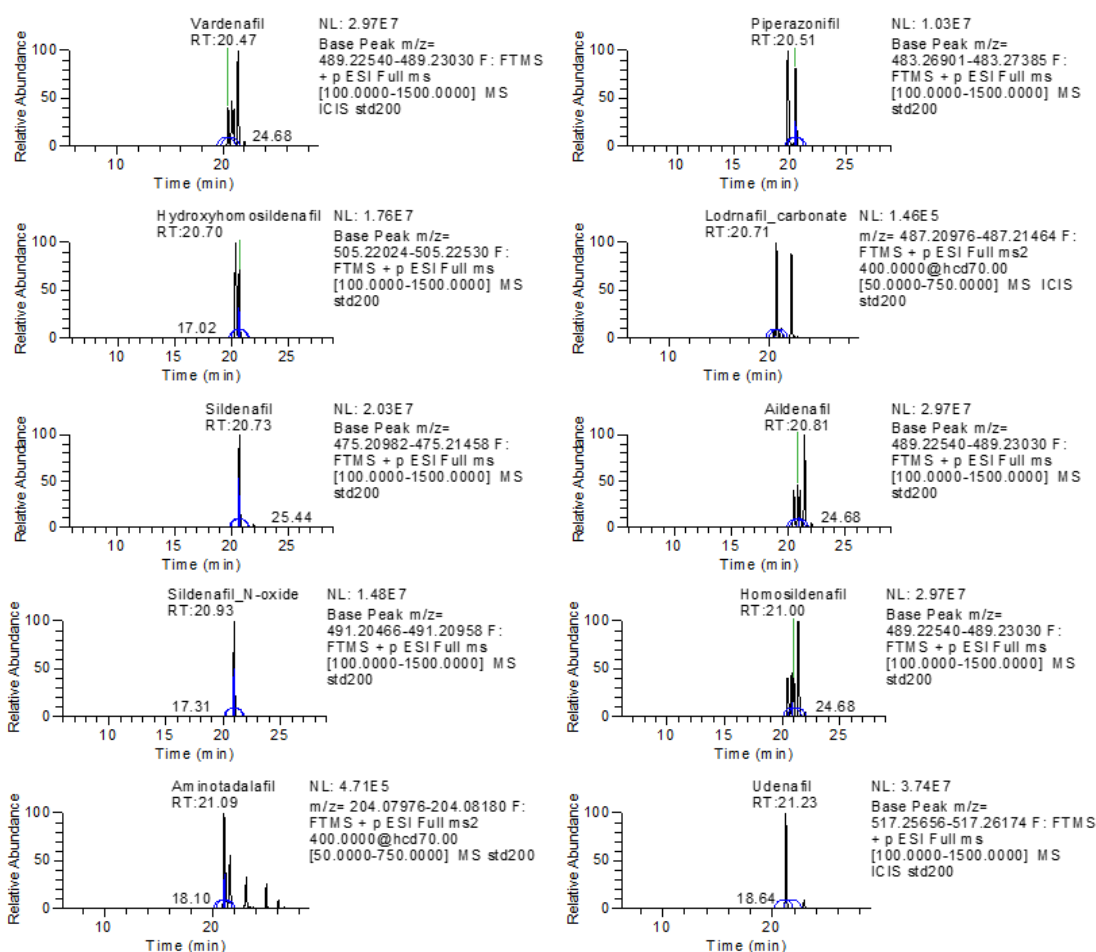 Vardenafil
RT:20.47
NL: 2.97E7
Base Peak m/z=
489.22540-489.23030 F: FTMS
+ p ESI Full ms
[100.0000-1500.0000] MS
ICIS std200
Relative Abundance
100
50
0
24.68
10
20
Time (min)
Piperazonifil
RT:20.51
NL: 1.03E7
Base Peak m/z=
483.26901-483.27385 F:
FTMS + p ESI Full ms
[100.0000-1500.0000] MS
std200
Relative Abundance
100
50
0
10
15
20
25
Time (min)
Hydroxyhomosildenafil
RT:20.70
NL: 1.76E7
Base Peak m/z=
505.22024-505.22530 F:
FTMS + p ESI Full ms
[100.0000-1500.0000] MS
std200
Relative Abundance
100
50
0
17.02
10
15
20
25
Time (min)
Lodrnafil_carbonate
RT:20.71
NL: 1.46E5
m/z= 487.20976-487.21464 F:
FTMS + p ESI Full ms2
400.0000@hcd70.00
[50.0000-750.0000] MS ICIS
std200
Relative Abundance
100
50
0
10
20
Time (min)
Sildenafil
RT:20.73
NL: 2.03E7
Base Peak m/z=
475.20982-475.21458 F:
FTMS + p ESI Full ms
[100.0000-1500.0000] MS
std200
Relative Abundance
100
50
0
25.44
10
15
20
25
Time (min)
Aildenafil
RT:20.81
NL: 2.97E7
Base Peak m/z=
489.22540-489.23030 F:
FTMS + p ESI Full ms
[100.0000-1500.0000] MS
std200
Relative Abundance
100
50
0
24.68
10
15
20
25
Time (min)
Sildenafil_N-oxide
RT:20.93
NL: 1.48E7
Base Peak m/z=
491.20466-491.20958 F:
FTMS + p ESI Full ms
[100.0000-1500.0000] MS
std200
Relative Abundance
100
50
0
17.31
10
15
20
25
Time (min)
Homosildenafil
RT:21.00
NL: 2.97E7
Base Peak m/z=
489.22540-489.23030 F:
FTMS + p ESI Full ms
[100.0000-1500.0000] MS
std200
Relative Abundance
100
50
0
24.68
10
15
20
25
Time (min)
Aminotadalafil
RT:21.09
NL: 4.71E5
m/z= 204.07976-204.08180 F:
FTMS + p ESI Full ms2
400.0000@hcd70.00
[50.0000-750.0000] MS std200
Relative Abundance
100
50
0
18.10
10
20
Time (min)
Udenafil
RT:21.23
NL: 3.74E7
Base Peak m/z=
517.25656-517.26174 F: FTMS
+ p ESI Full ms
[100.0000-1500.0000] MS
ICIS std200
Relative Abundance
100
50
0
18.64
10
20
Time (min)